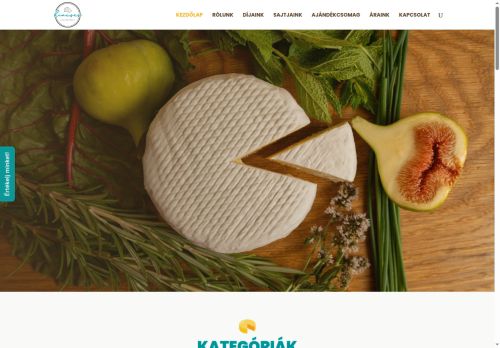 KEZDŐLAP RÓLUNK DÍJAINK SAJTJAINK AJÁNDÉKCSOMAG ÁRAINK KAPCSOLAT
Értékelj minket!
KATEGÓRIÁK